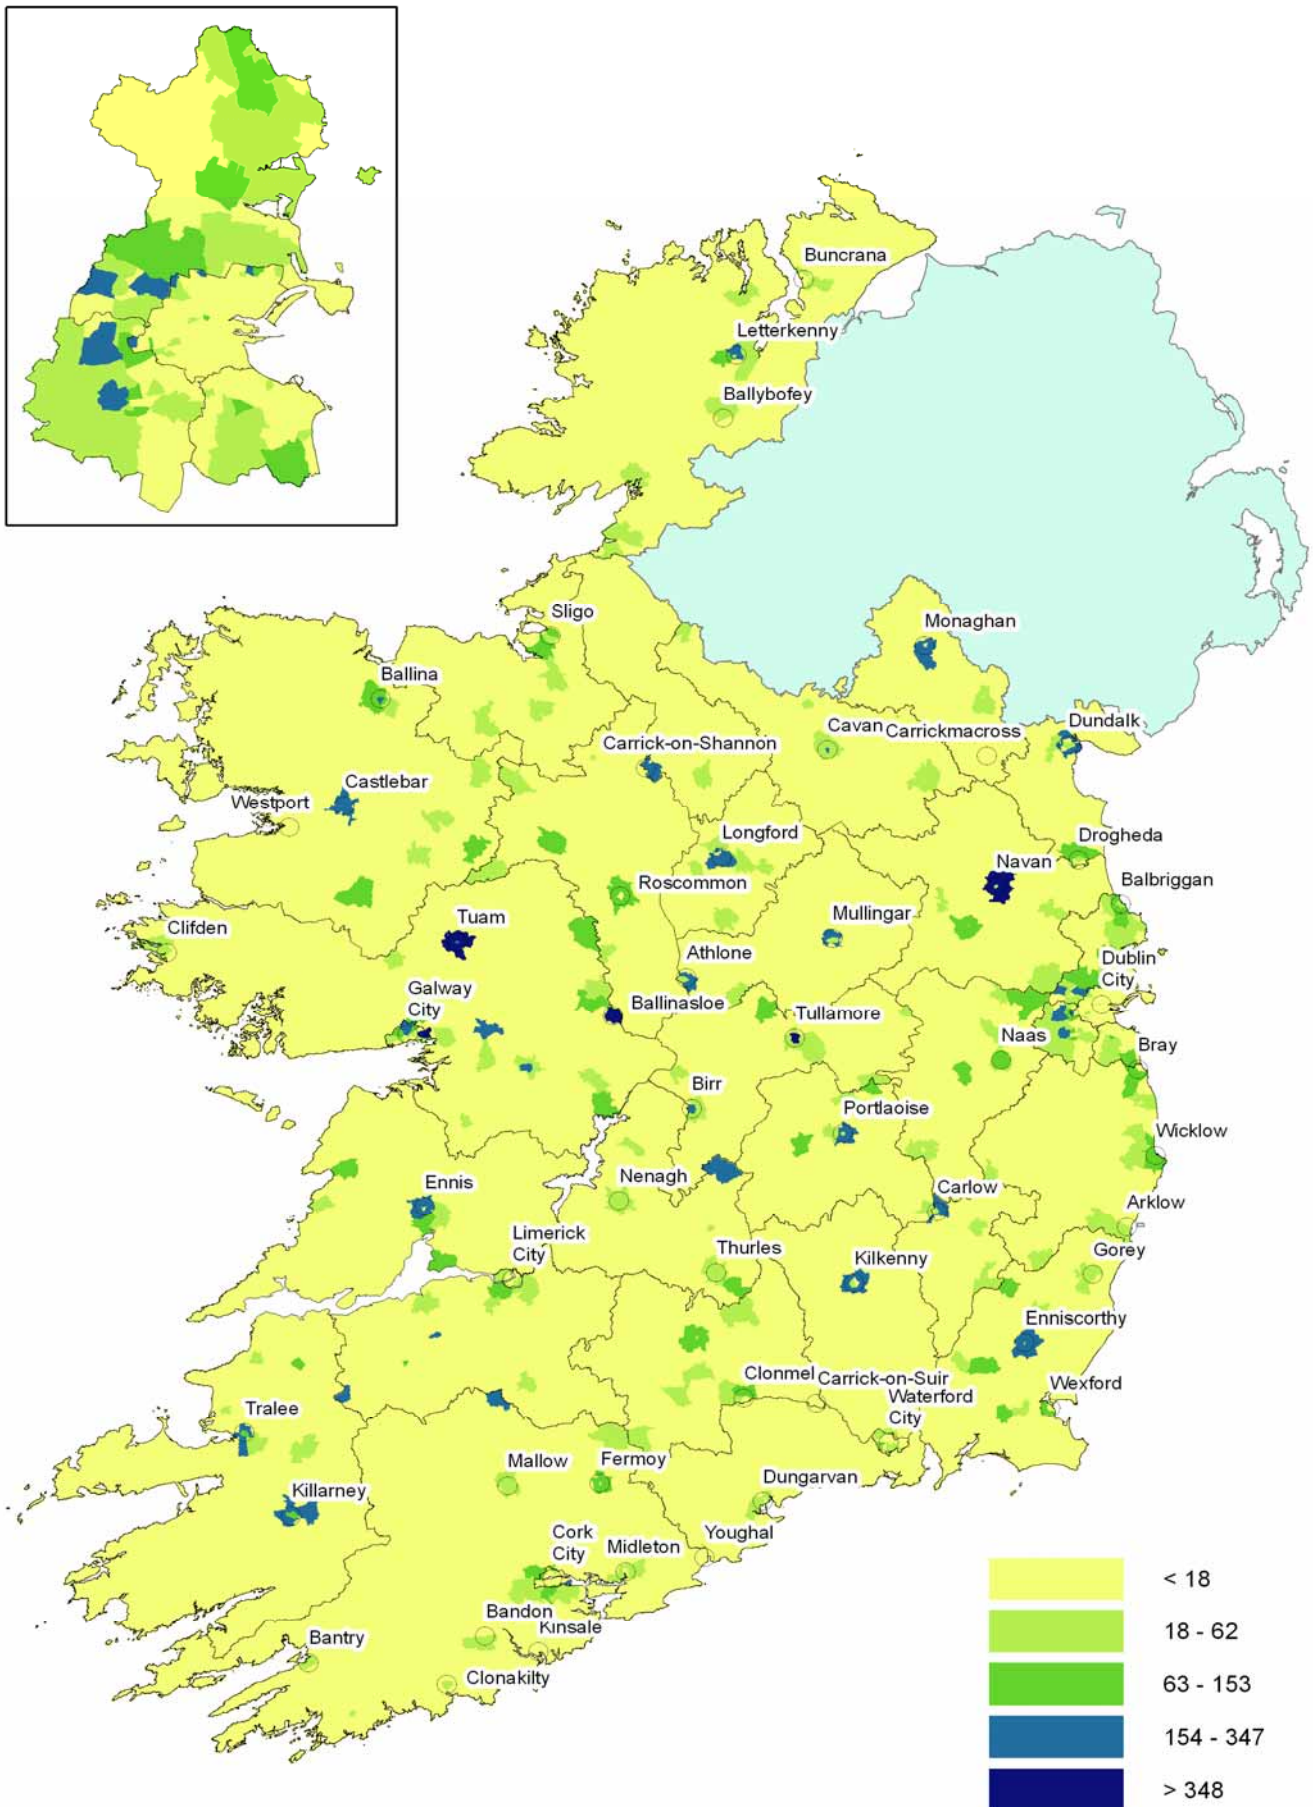 Buncrana
Letterkenny
Ballybofey
Sligo
Monaghan
Ballina
Cavan
Carrickmacross
Dundalk
Carrick-on-Shannon
Castlebar
Westport
Longford
Drogheda
Navan
Balbriggan
Roscommon
Tuam
Mullingar
Clifden
Athlone
Dublin
City
Galway
City
Ballinasloe
Tullamore
Naas
Bray
Birr
Portlaoise
Wicklow
Ennis
Nenagh
Carlow
Arklow
Limerick
City
Thurles
Kilkenny
Gorey
Enniscorthy
Clonmel
Carrick-on-Suir
Wexford
Waterford
City
Tralee
Mallow
Fermoy
Dungarvan
Killarney
Cork
City
Midleton
Youghal
Bandon
Kinsale
Bantry
Clonakilty
< 18
18 - 62
63 - 153
154 - 347
> 348